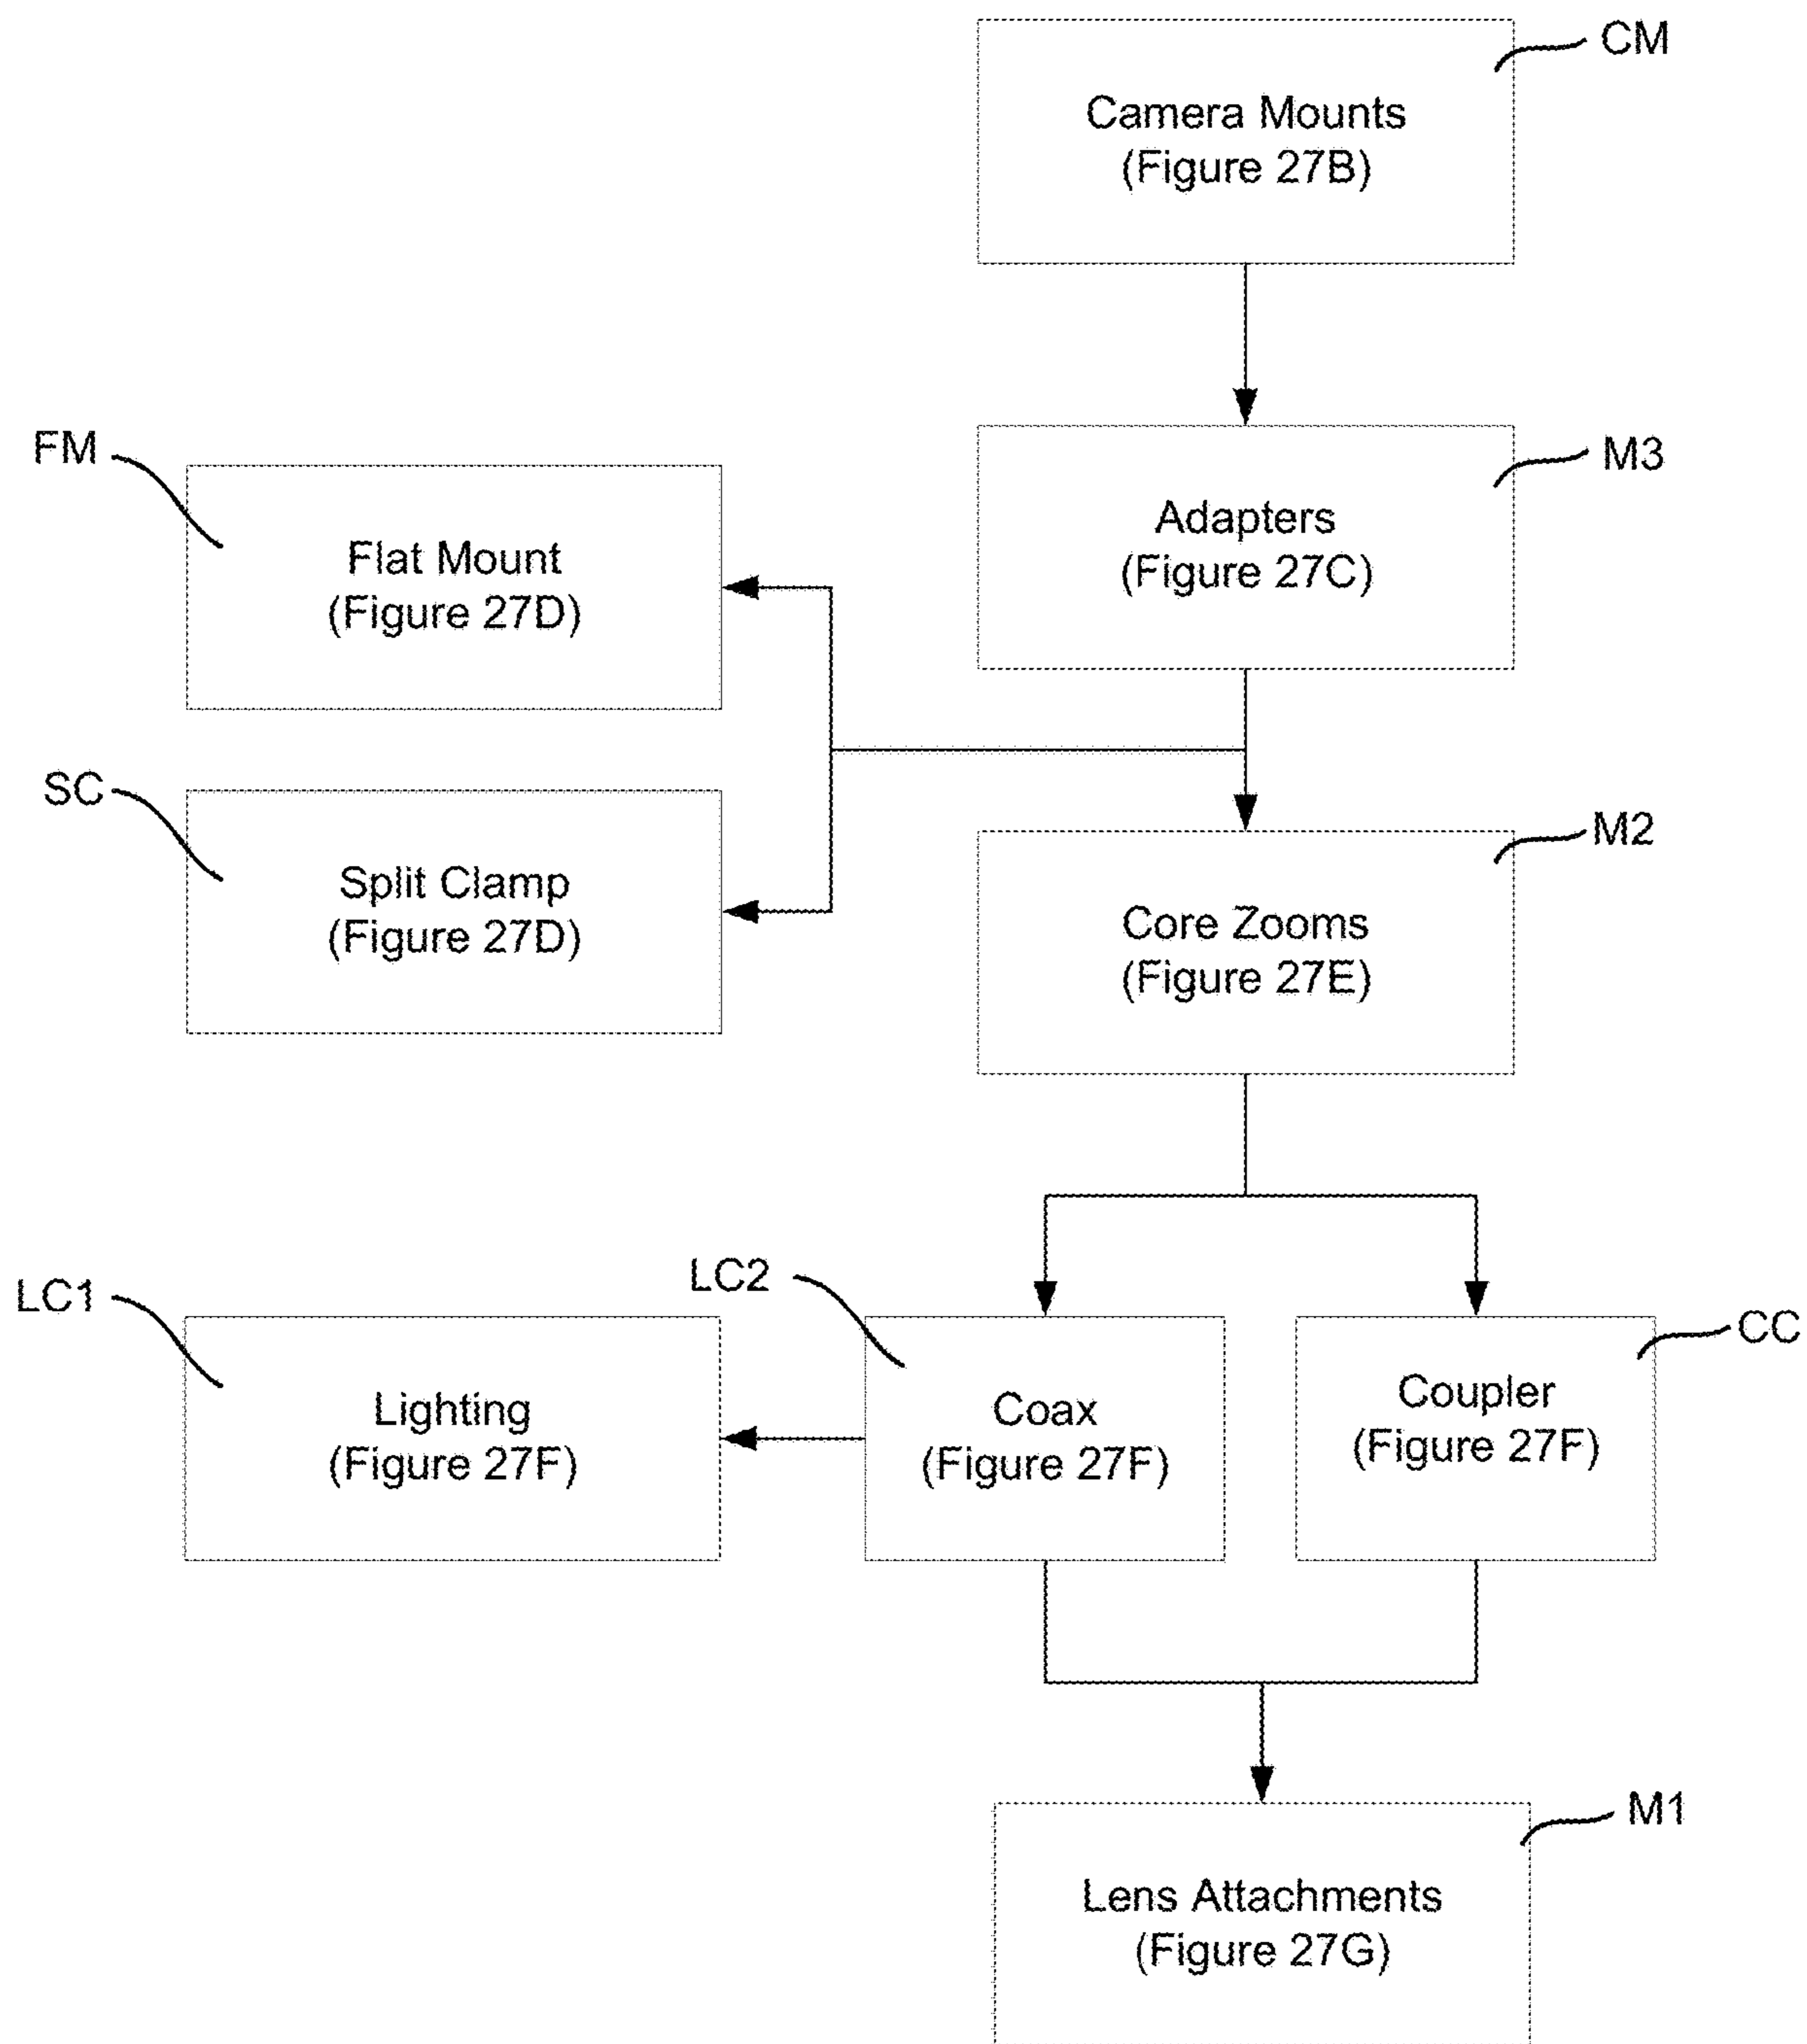 CM
Camera Mounts
(Figure 27B)
M3
Adapters
(Figure 27C)
FM
Flat Mount
(Figure 27D)
SC
Split Clamp
(Figure 27D)
M2
Core Zooms
(Figure 27E)
LC1
Lighting
(Figure 27F)
LC2
Coax
(Figure 27F)
CC
Coupler
(Figure 27F)
M1
Lens Attachments
(Figure 27G)